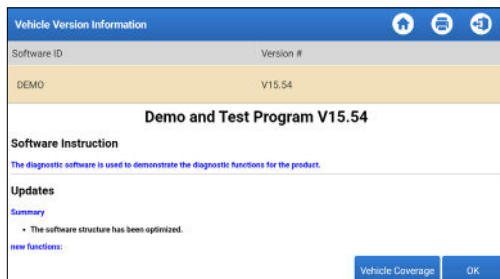 Vehicle Version Information
Software ID Version #
DEMO V15.54
Demo and Test Program V15.54
Software Instruction
The diagnostic software is used to demonstrate the diagnostic functions for the product.
Updates
Summary
• The software structure has been optimized.
new functions:
Vehicle Coverage OK